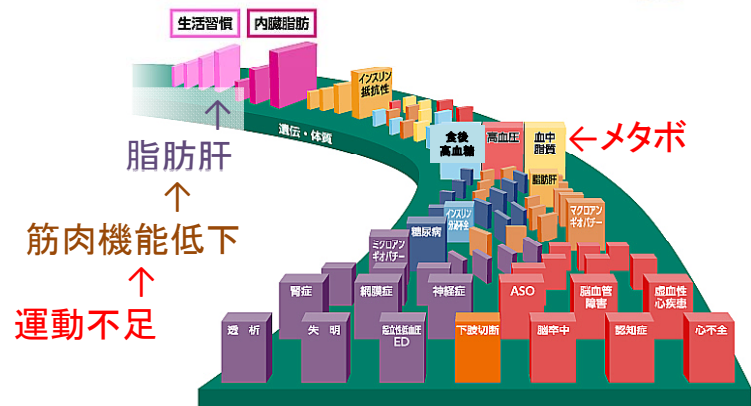 生活習慣
内臓脂肪
インスリン
抵抗性
遺伝・体質
↑
脂肪肝
↑
筋肉機能低下
↑
運動不足
食後
高血糖
高血圧
血中
脂質
←メタボ
脂肪肝
インスリン
分泌不全
マクロアン
ギオパチー
糖尿病
ミクロアン
ギオパチー
腎症
網膜症
神経症
ASO
脳血管
障害
虚血性
心疾患
透析
失明
起立性低血圧
ED
下肢切断
脳卒中
認知症
心不全